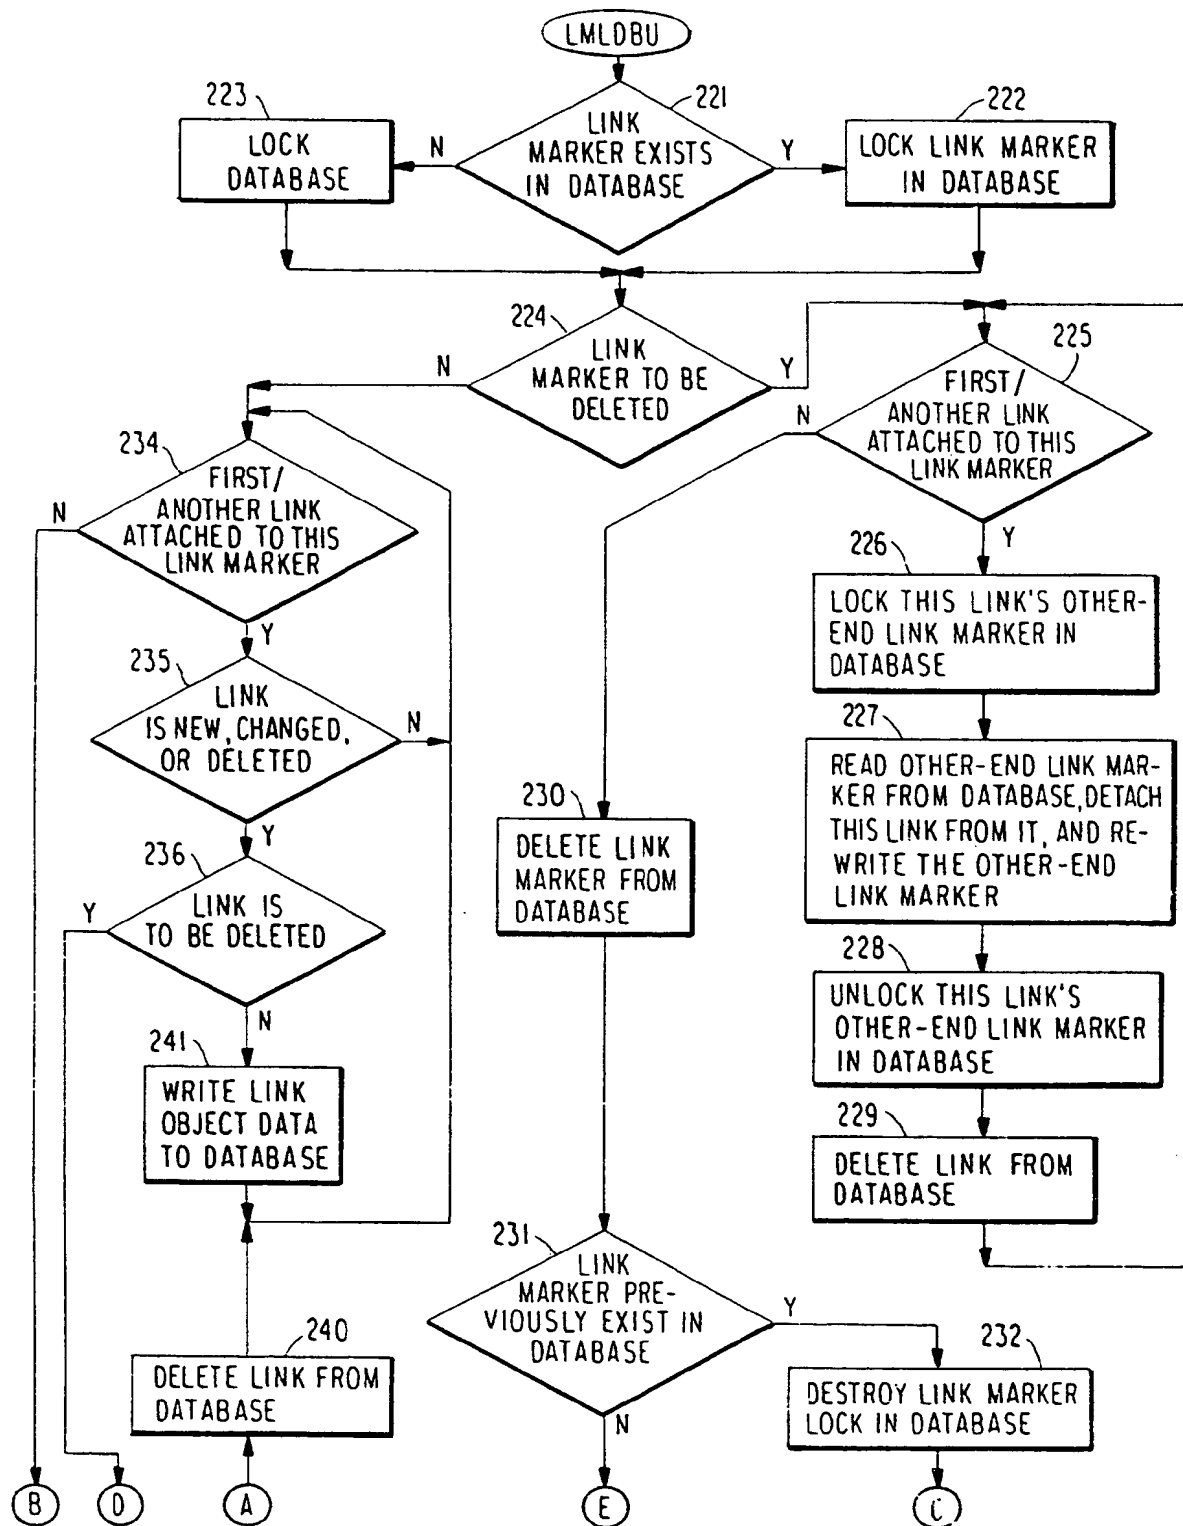 LMLDBU
223
221
222
LOCK
DATABASE
N
LINK
MARKER EXISTS
IN DATABASE
Y
LOCK LINK MARKER
IN DATABASE
224
N
LINK
MARKER TO BE
DELETED
Y
225
FIRST/
ANOTHER LINK
ATTACHED TO THIS
LINK MARKER
N
Y
234
FIRST/
ANOTHER LINK
ATTACHED TO THIS
LINK MARKER
N
Y
226
LOCK THIS LINK'S OTHER-
END LINK MARKER IN
DATABASE
235
LINK
IS NEW, CHANGED,
OR DELETED
N
Y
227
READ OTHER-END LINK MAR-
KER FROM DATABASE, DETACH
THIS LINK FROM IT, AND RE-
WRITE THE OTHER-END
LINK MARKER
230
DELETE LINK
MARKER FROM
DATABASE
236
Y
LINK IS
TO BE DELETED
N
228
UNLOCK THIS LINK'S
OTHER-END LINK MARKER
IN DATABASE
241
WRITE LINK
OBJECT DATA
TO DATABASE
229
DELETE LINK FROM
DATABASE
231
LINK
MARKER PRE-
VIOUSLY EXIST IN
DATABASE
Y
N
240
DELETE LINK FROM
DATABASE
232
DESTROY LINK MARKER
LOCK IN DATABASE
B
D
A
E
C